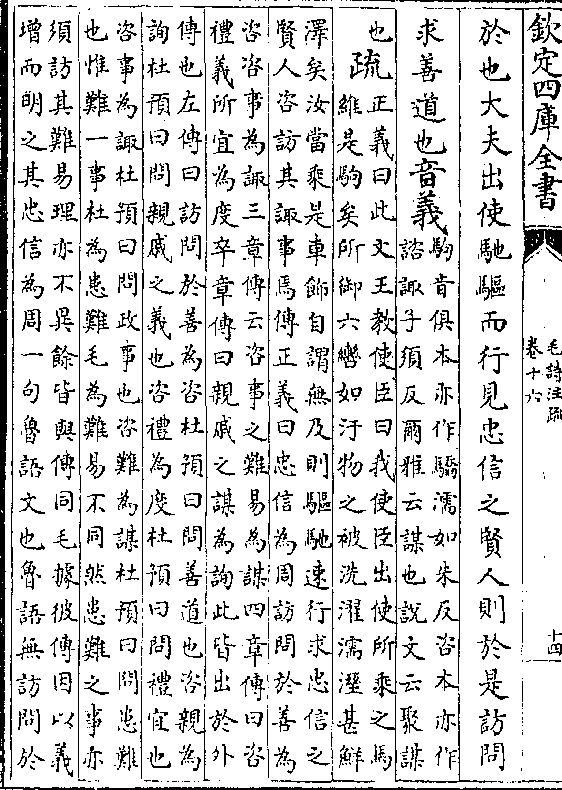 欽定四庫全書
毛詩注疏
卷十六
十四
於也大夫出使馳驅而行見忠信之賢人則於是訪問
求善道也音義
駒音俱本亦作驕濡如朱反咨本亦作
諮諏子須反爾雅云謀也說文云聚謀
也疏
正義曰此文王教使臣曰我使臣出使所乘之馬
維是駒矣所御六轡如汙物之被洗濯濡溼甚鮮
澤矣汝當乘是車飾自謂無及則驅馳速行求忠信之
賢人咨訪其諏事焉傳正義曰忠信為周訪問於善為
咨咨事為諏三章傳云咨事之難易為謀四章傳曰咨
禮義所宜為度卒章傳曰親戚之謀為詢此皆出於外
傳也左傳曰訪問於善為咨杜預曰問善道也咨親為
詢杜預曰問親戚之義也咨禮為度杜預曰問禮宜也
咨事為諏杜預曰問政事也咨難為謀杜預曰問患難
也惟難一事杜為患難毛為難易不同然患難之事亦
須訪其難易理亦不異餘皆與傳同毛據彼傳因以義
增而明之其忠信為周一句魯語文也魯語無訪問於